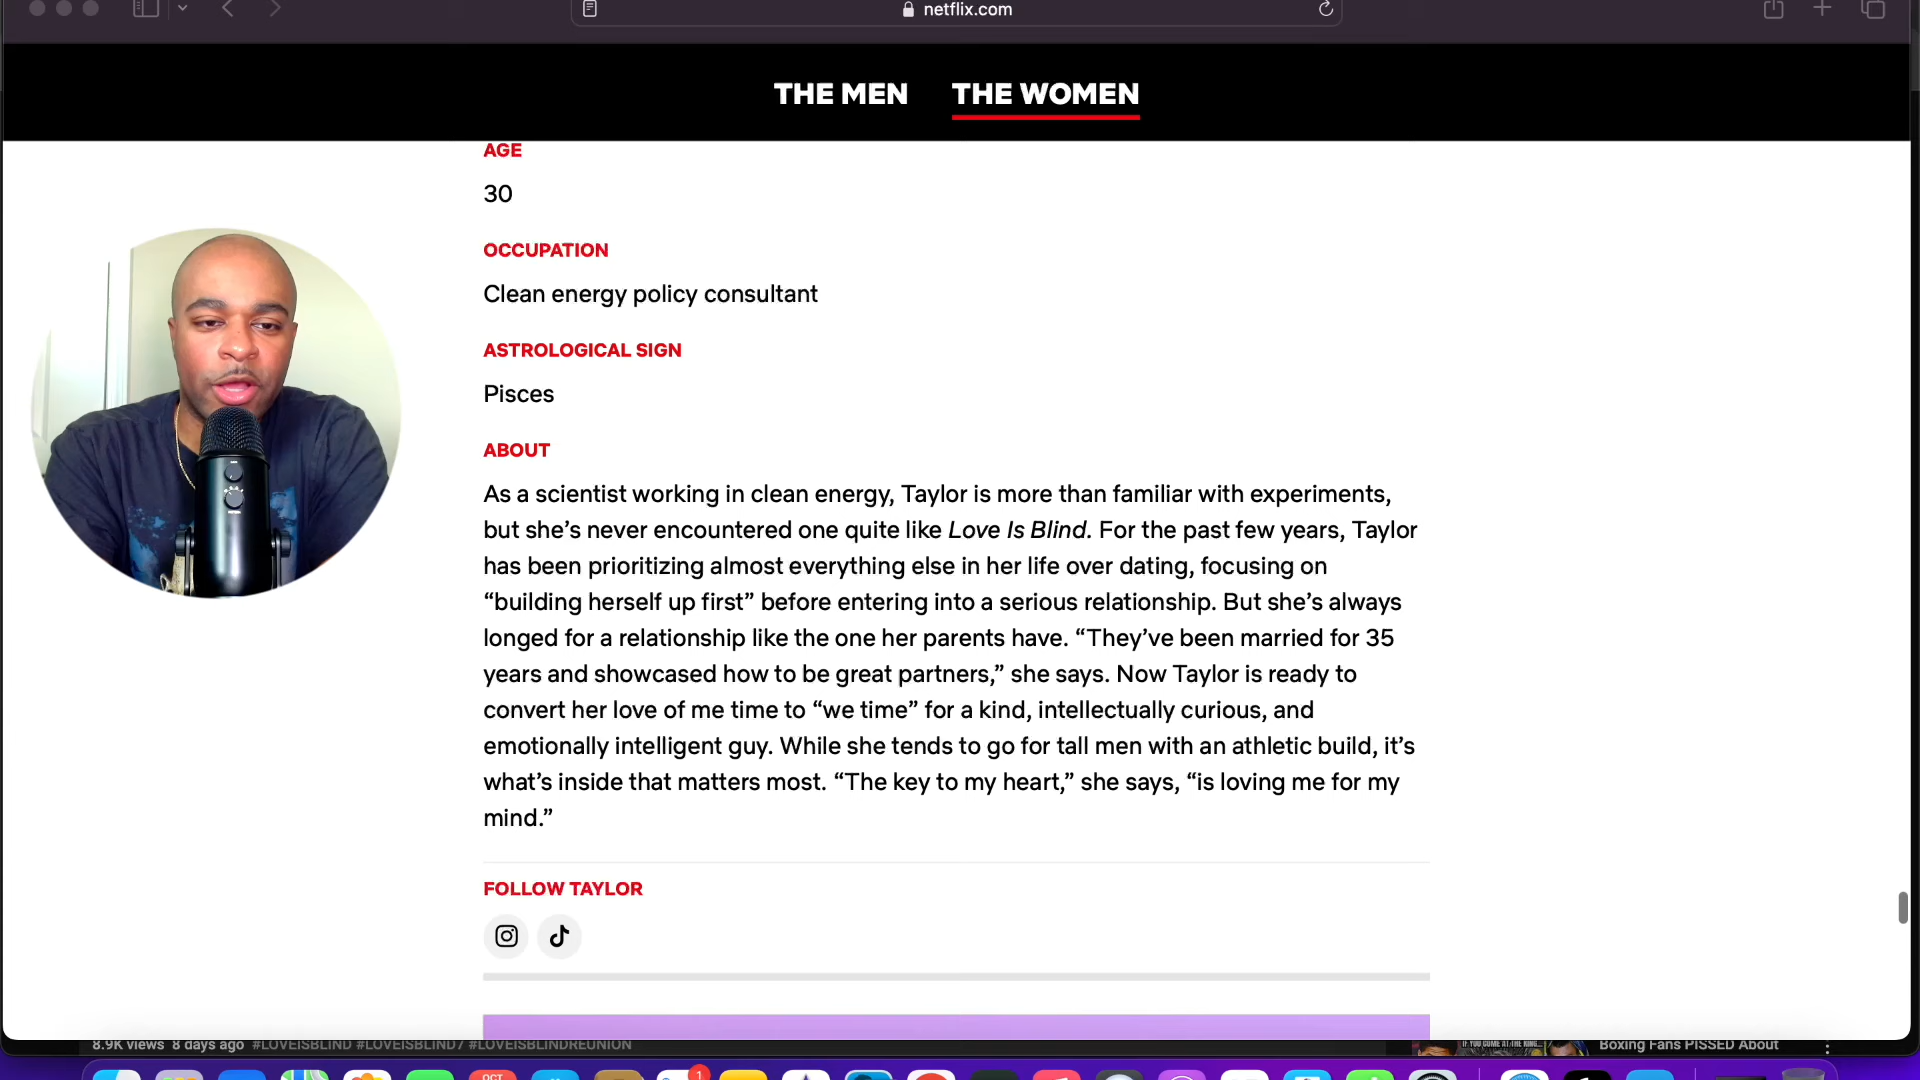 netflix.com
THE MEN THE WOMEN
AGE
30
OCCUPATION
Clean energy policy consultant
ASTROLOGICAL SIGN
Pisces
ABOUT
As a scientist working in clean energy, Taylor is more than familiar with experiments,
but she’s never encountered one quite like Love Is Blind. For the past few years, Taylor
has been prioritizing almost everything else in her life over dating, focusing on
“building herself up first” before entering into a serious relationship. But she’s always
longed for a relationship like the one her parents have. “They’ve been married for 35
years and showcased how to be great partners,” she says. Now Taylor is ready to
convert her love of me time to “we time” for a kind, intellectually curious, and
emotionally intelligent guy. While she tends to go for tall men with an athletic build, it’s
what’s inside that matters most. “The key to my heart,” she says, “is loving me for my
mind.”
FOLLOW TAYLOR
8.9K views 8 days ago #LOVEISBLIND #LOVEISBLIND7 #LOVEISBLINDREUNION
IF YOU COME AT THE KING...
Boxing Fans PISSED About
OCT
1